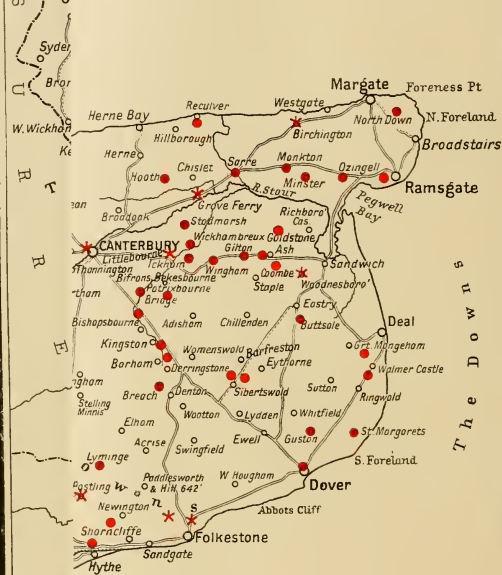 S
U
R
R
E
Syder
Bror
W. Wickham
Ke
Margate
Foreness Pt
Herne Bay
Reculver
Westgate
North Down
N. Foreland
Hillborough
Birchington
Broadstairs
Herne
Chislet
Sarre
Monkton
Ozingell
Hooth
Minster
Ramsgate
R. Stour
Grove Ferry
Pegwell
Bay
Richboro'
Cas.
Stodmarsh
Wickhambreux
Goldstone
CANTERBURY
Littlebourne
Gilton
Ash
Thannington
Ickham
Wingham
Coombe
Sandwich
Bifrons
Bekesbourne
Staple
Woodnesboro'
Patrixbourne
Bridge
Eastry
Bishopsbourne
Adisham
Chillenden
Buttsole
Deal
Kingston
Womenswold
Barfreston
Grt. Mongeham
Barham
Derringstone
Eythorne
Walmer Castle
Sibertswold
Breach
Denton
Sutton
Ringwold
Stelling
Minnis
Wootton
Lydden
Whitfield
Elham
Ewell
Guston
St. Margarets
Acrise
Swingfield
S. Foreland
Lyminge
Paddlesworth
& H.H. 642'
W. Hougham
Dover
Postling
Newington
Abbots Cliff
Shorncliffe
Folkestone
Sandgate
Hythe
The Downs